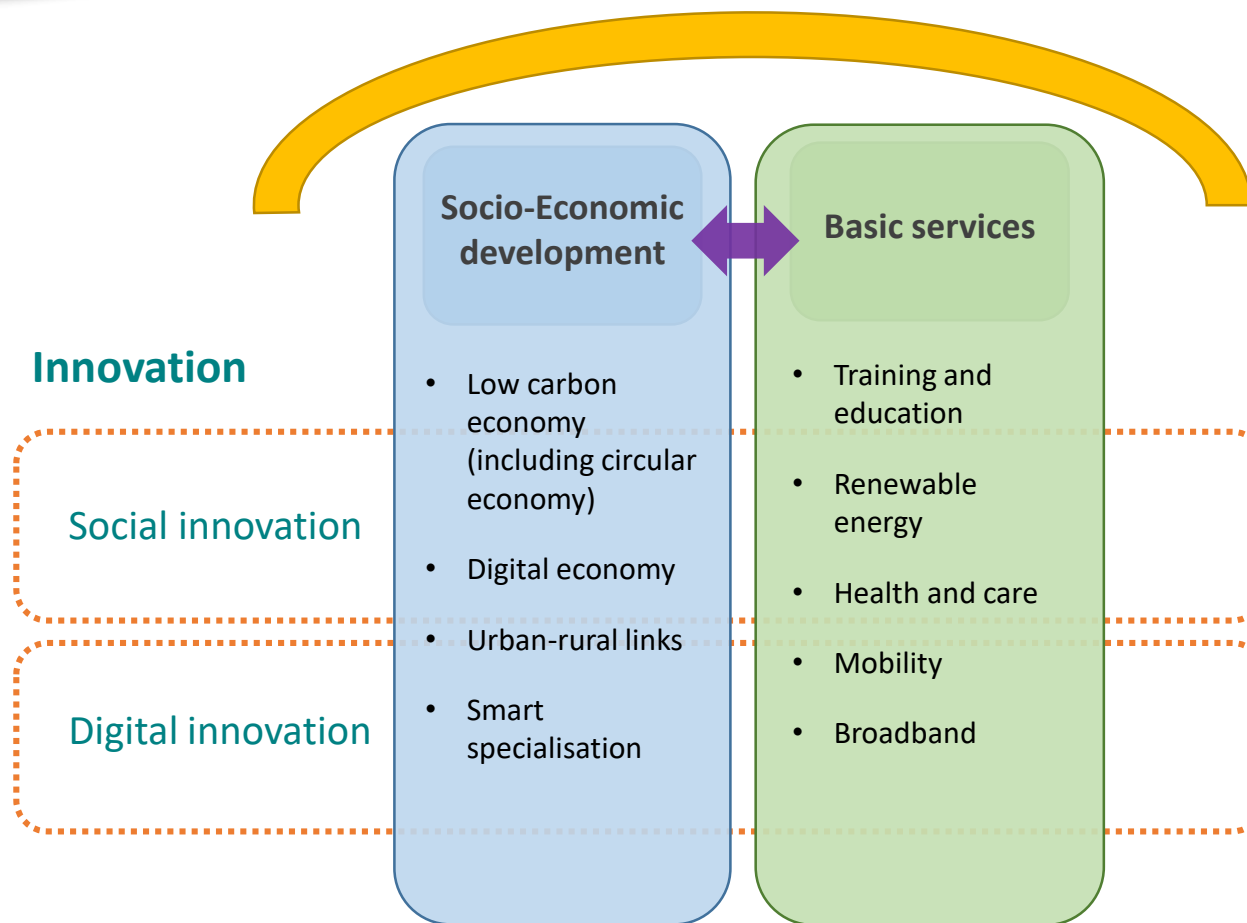 Socio-Economic
development
Basic services
Innovation
Social innovation
Digital innovation
• Low carbon
economy
(including circular
economy)
• Digital economy
• Urban-rural links
• Smart
specialisation
• Training and
education
• Renewable
energy
• Health and care
• Mobility
• Broadband